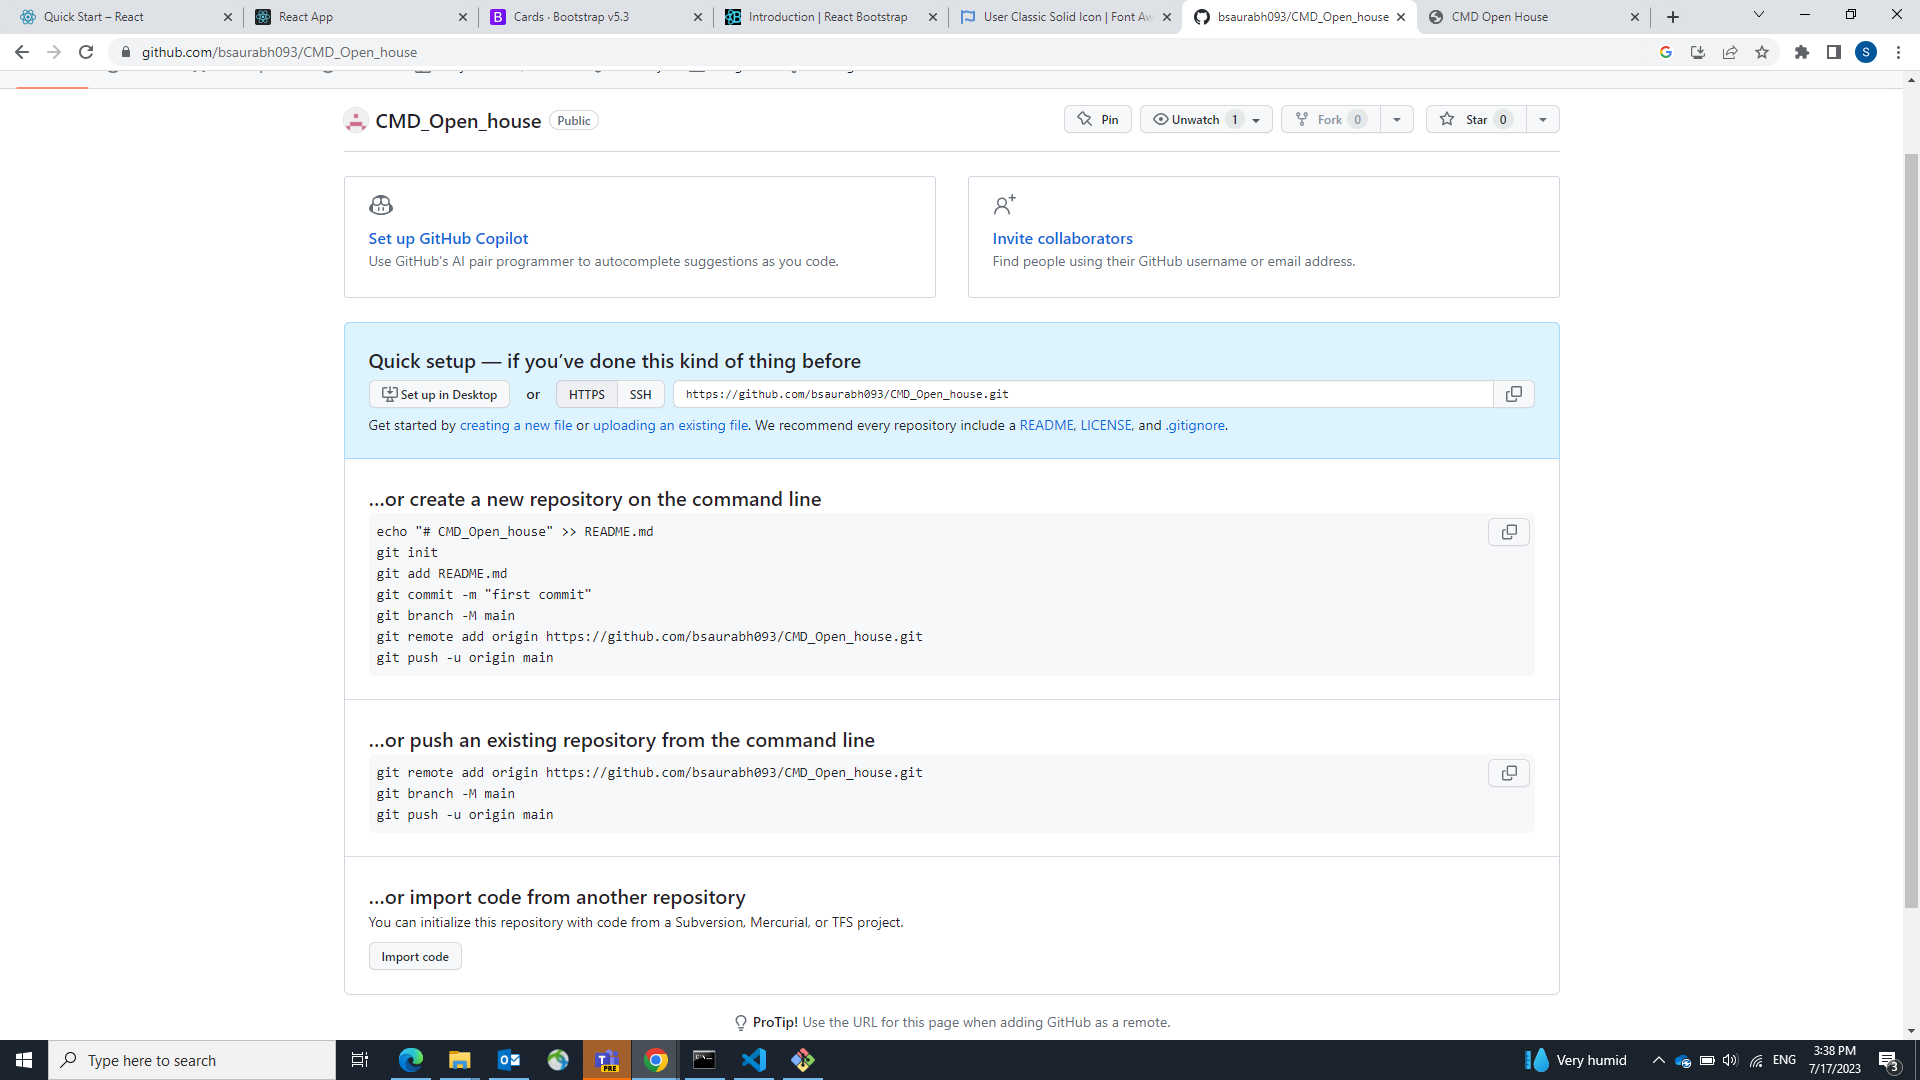 Quick Start – React
React App
Cards · Bootstrap v5.3
Introduction | React Bootstrap
User Classic Solid Icon | Font Aw
bsaurabh093/CMD_Open_house
CMD Open House
github.com/bsaurabh093/CMD_Open_house
S
CMD_Open_house Public
Pin
Unwatch 1
Fork 0
Star 0
Set up GitHub Copilot
Use GitHub's AI pair programmer to autocomplete suggestions as you code.
Invite collaborators
Find people using their GitHub username or email address.
Quick setup — if you've done this kind of thing before
Set up in Desktop or HTTPS SSH https://github.com/bsaurabh093/CMD_Open_house.git
Get started by creating a new file or uploading an existing file. We recommend every repository include a README, LICENSE, and .gitignore.
…or create a new repository on the command line
echo "# CMD_Open_house" >> README.md
git init
git add README.md
git commit -m "first commit"
git branch -M main
git remote add origin https://github.com/bsaurabh093/CMD_Open_house.git
git push -u origin main
…or push an existing repository from the command line
git remote add origin https://github.com/bsaurabh093/CMD_Open_house.git
git branch -M main
git push -u origin main
…or import code from another repository
You can initialize this repository with code from a Subversion, Mercurial, or TFS project.
Import code
ProTip! Use the URL for this page when adding GitHub as a remote.
Type here to search
PRE
Very humid
ENG
3:38 PM
7/17/2023
3